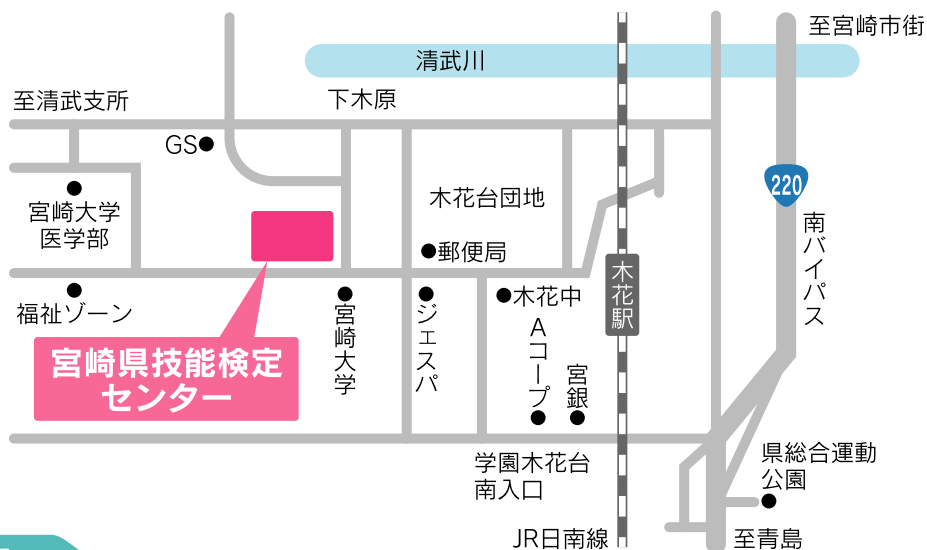 至宮崎市街
清武川
至清武支所
下木原
GS
220
木花台団地
宮崎大学
医学部
南バイパス
郵便局
木花駅
木花中
福祉ゾーン
宮崎大学
ジェスパ
Aコープ
宮銀
宮崎県技能検定
センター
県総合運動
公園
学園木花台
南入口
JR日南線
至青島